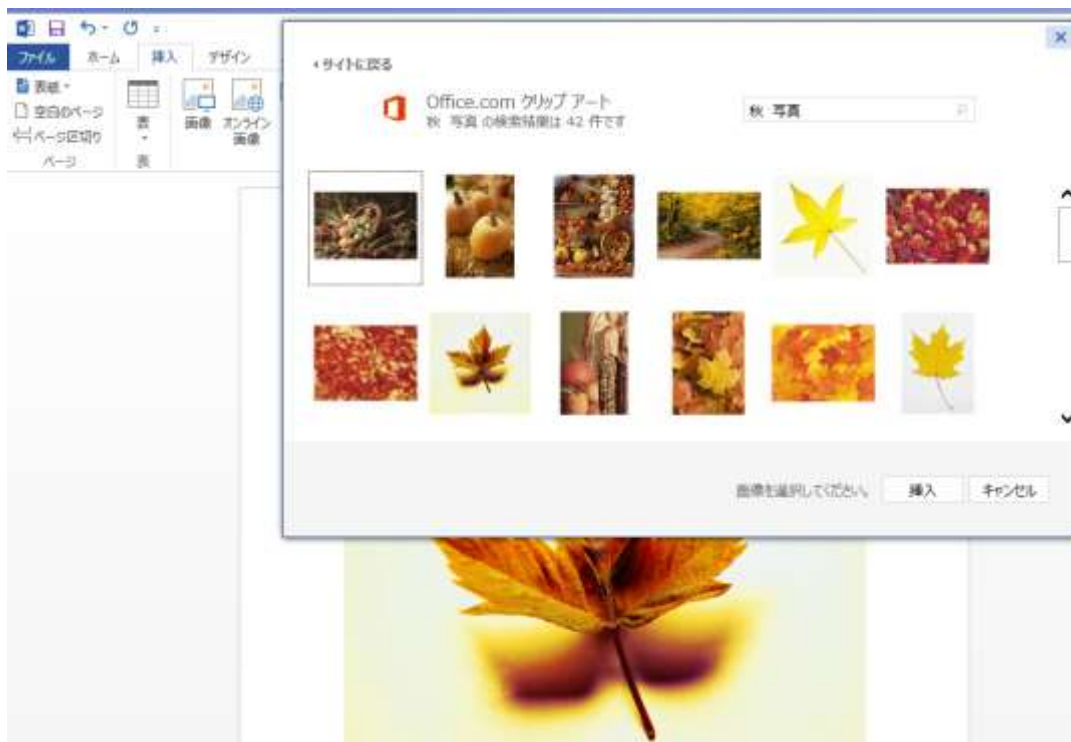 ファイル ホーム 挿入 デザイン
表紙
空白のページ
ページ区切り
ページ
表
表
画像
オンライン
画像
サイトに戻る
Office.com クリップ アート
秋 写真 の検索結果は 42 件です
秋 写真
画像を選択してください。
挿入
キャンセル